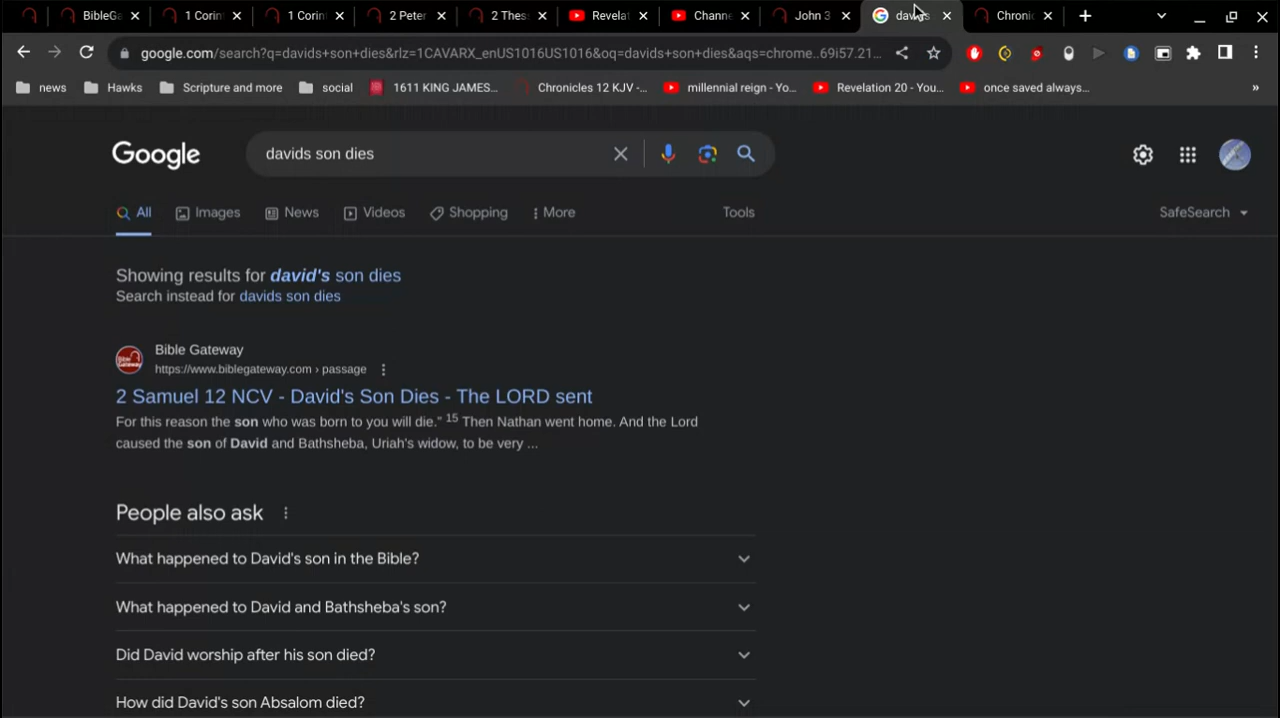 BibleGa
1 Corin
1 Corin
2 Peter
2 Thess
Revelat
Channe
John 3
davids
Chronic
google.com/search?q=davids+son+dies&rlz=1CAVARX_enUS1016US1016&oq=davids+son+dies&aqs=chrome..69i57.21...
news
Hawks
Scripture and more
social
1611 KING JAMES...
Chronicles 12 KJV -...
millennial reign - Yo...
Revelation 20 - You...
once saved always...
»
Google
davids son dies
All
Images
News
Videos
Shopping
More
Tools
SafeSearch
Showing results for david's son dies
Search instead for davids son dies
Bible Gateway
https://www.biblegateway.com › passage
2 Samuel 12 NCV - David's Son Dies - The LORD sent
For this reason the son who was born to you will die.” 15 Then Nathan went home. And the Lord
caused the son of David and Bathsheba, Uriah's widow, to be very ...
People also ask
What happened to David's son in the Bible?
What happened to David and Bathsheba's son?
Did David worship after his son died?
How did David's son Absalom died?